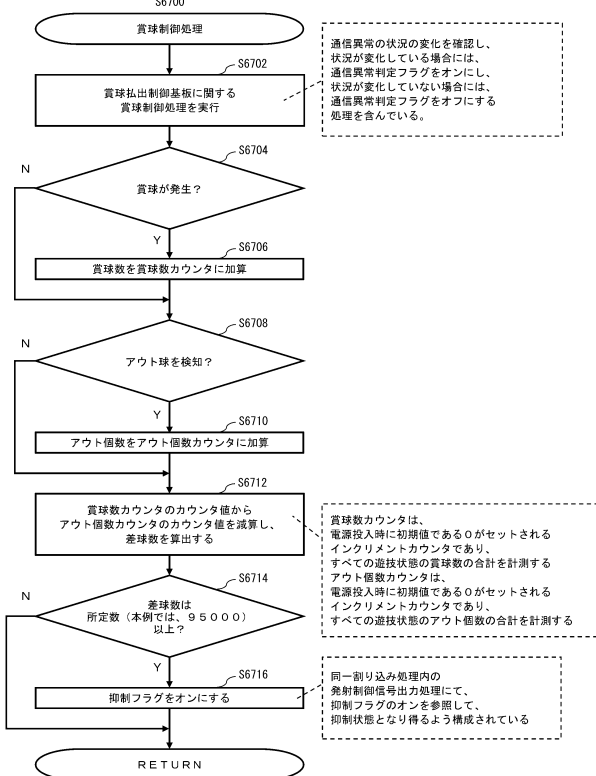 S6700
賞球制御処理
S6702
賞球払出制御基板に関する
賞球制御処理を実行
通信異常の状況の変化を確認し、
状況が変化している場合には、
通信異常判定フラグをオンにし、
状況が変化していない場合には、
通信異常判定フラグをオフにする
処理を含んでいる。
S6704
N
賞球が発生？
Y
S6706
賞球数を賞球数カウンタに加算
S6708
N
アウト球を検知？
Y
S6710
アウト個数をアウト個数カウンタに加算
S6712
賞球数カウンタのカウンタ値から
アウト個数カウンタのカウンタ値を減算し、
差球数を算出する
賞球数カウンタは、
電源投入時に初期値である０がセットされる
インクリメントカウンタであり、
すべての遊技状態の賞球数の合計を計測する
アウト個数カウンタは、
電源投入時に初期値である０がセットされる
インクリメントカウンタであり、
すべての遊技状態のアウト個数の合計を計測する
S6714
N
差球数は
所定数（本例では、９５０００）
以上？
Y
S6716
抑制フラグをオンにする
同一割り込み処理内の
発射制御信号出力処理にて、
抑制フラグのオンを参照して、
抑制状態となり得るよう構成されている
ＲＥＴＵＲＮ